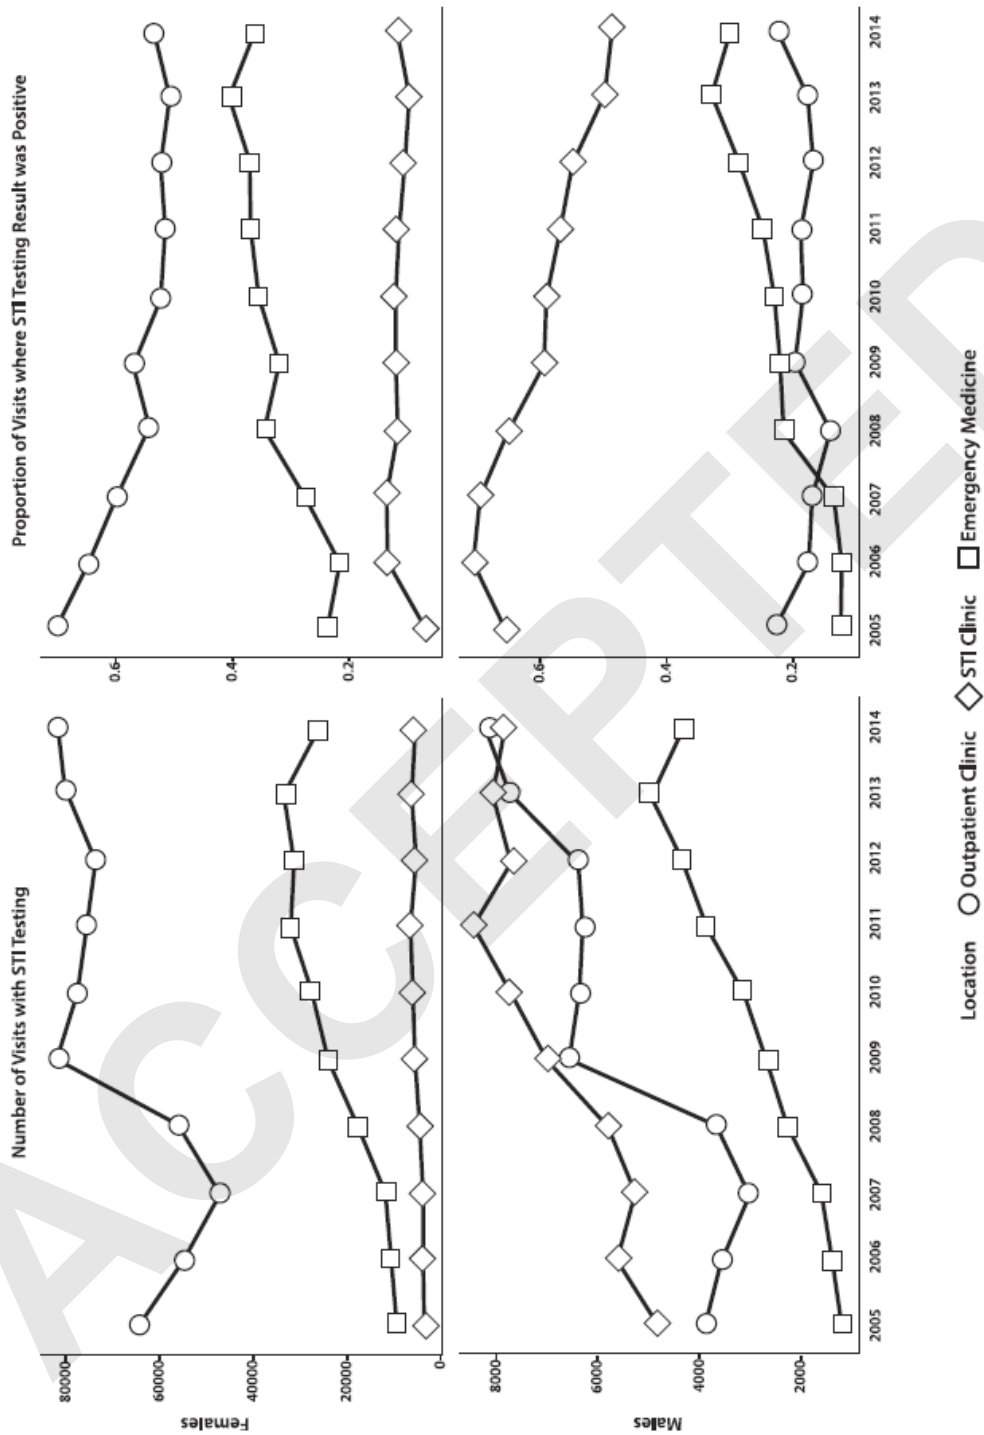 Number of Visits with STI Testing
Proportion of Visits where STI Testing Result was Positive
Females
80000
60000
40000
20000
0
0.6
0.4
0.2
Males
8000
6000
4000
2000
0.6
0.4
0.2
2005 2006 2007 2008 2009 2010 2011 2012 2013 2014
2005 2006 2007 2008 2009 2010 2011 2012 2013 2014
Location Outpatient Clinic STI Clinic Emergency Medicine
ACCEPTED